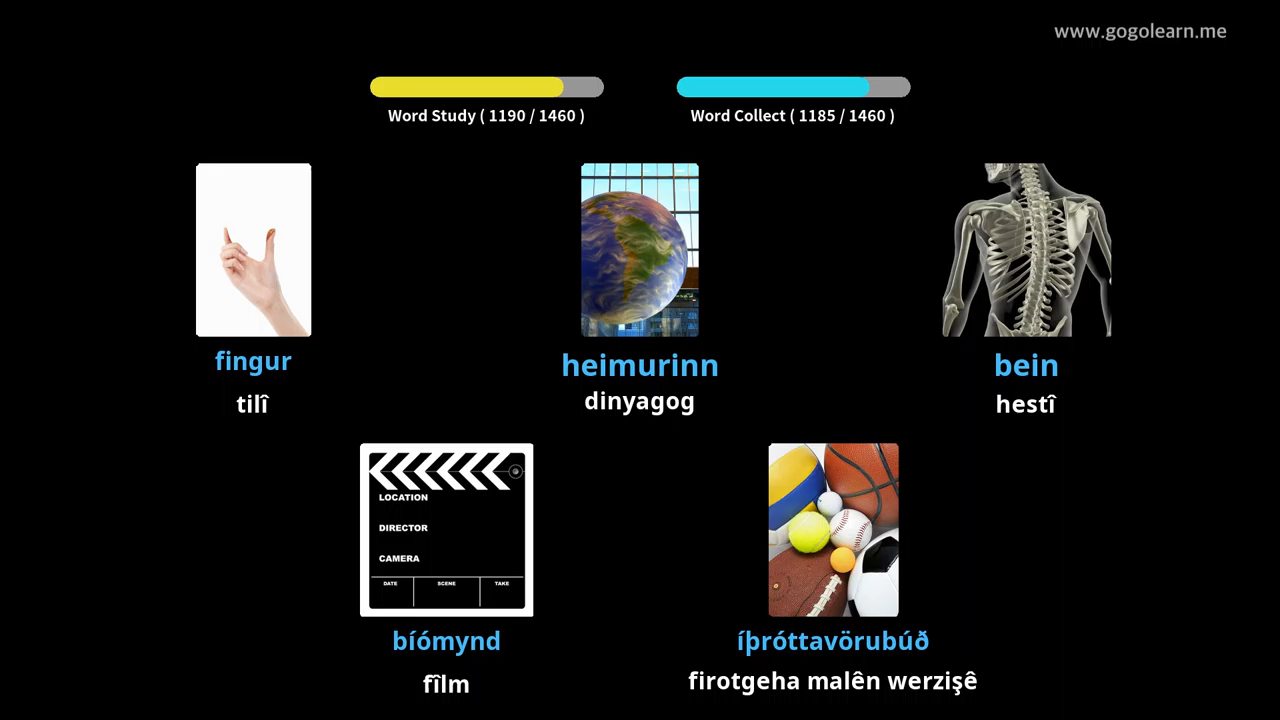 www.gogolearn.me
Word Study ( 1190 / 1460 )
Word Collect ( 1185 / 1460 )
fingur
tilî
heimurinn
dinyagog
bein
hestî
LOCATION
DIRECTOR
CAMERA
DATE
SCENE
TAKE
bíómynd
fîlm
íþróttavörubúð
firotgeha malên werzişê